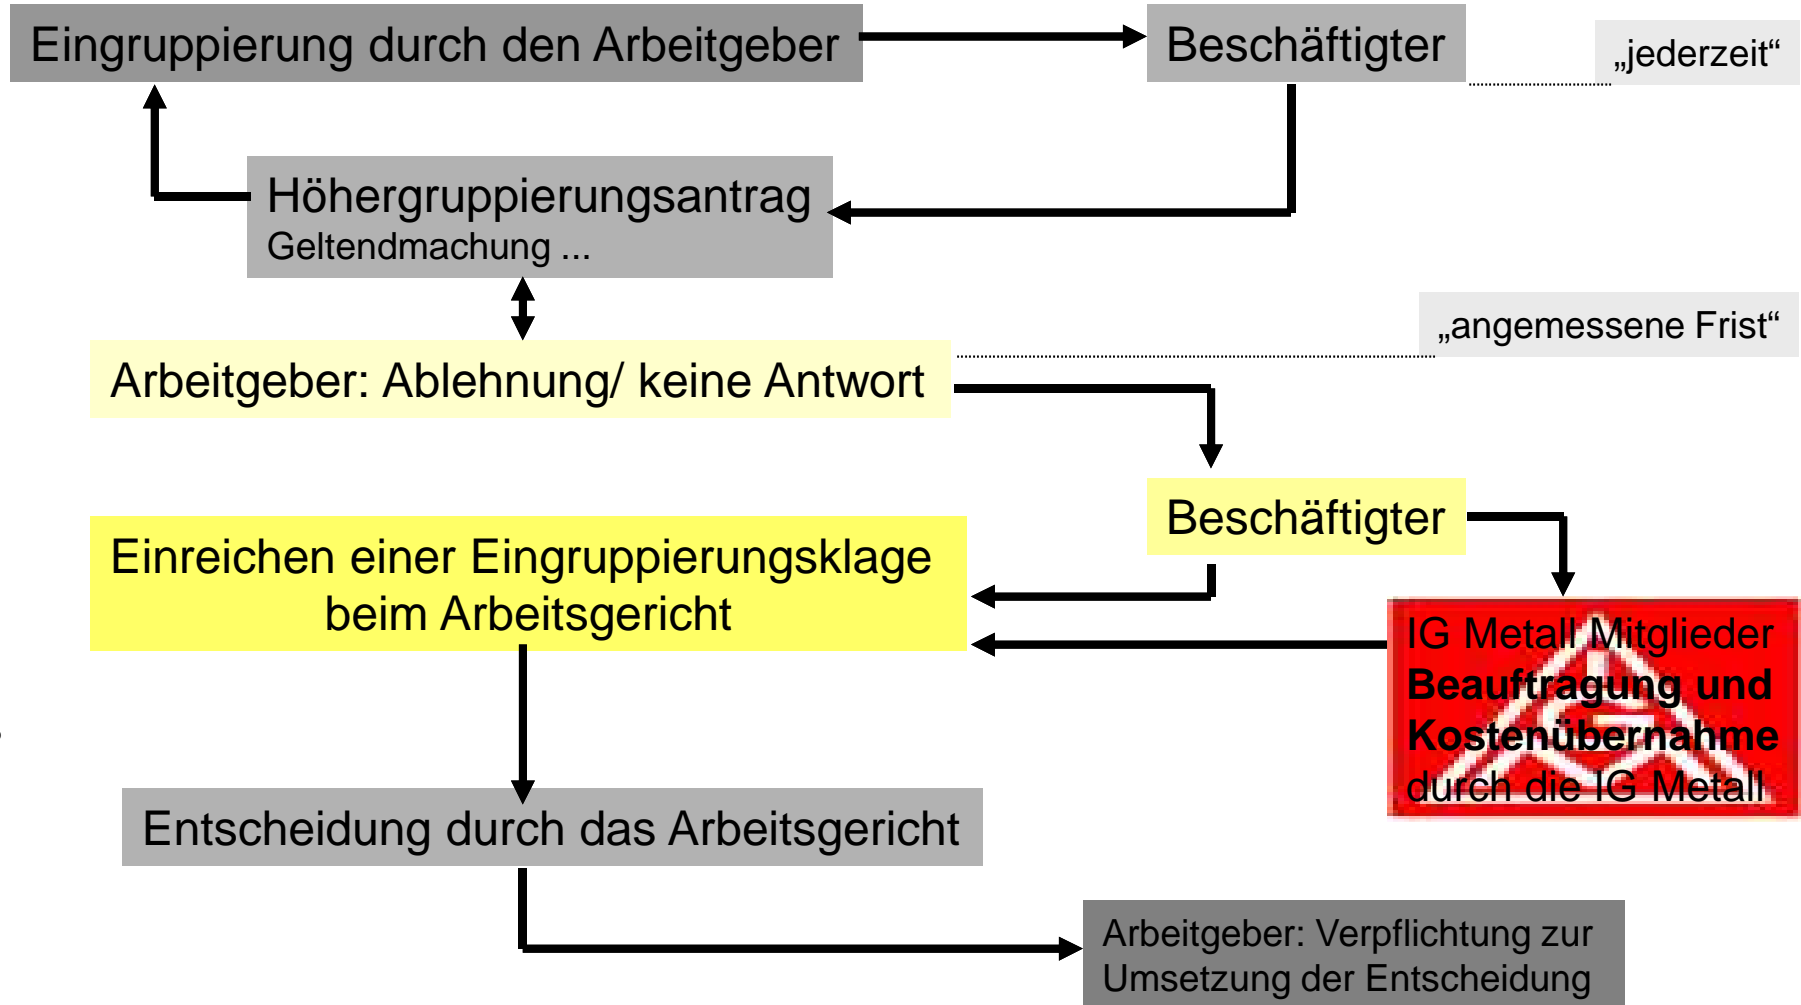 Eingruppierung durch den Arbeitgeber
Beschäftigter
„jederzeit“
Höhergruppierungsantrag
Geltendmachung ...
„angemessene Frist“
Arbeitgeber: Ablehnung/ keine Antwort
Beschäftigter
Einreichen einer Eingruppierungsklage
beim Arbeitsgericht
IG Metall Mitglieder
Beauftragung und
Kostenübernahme
durch die IG Metall
Entscheidung durch das Arbeitsgericht
Arbeitgeber: Verpflichtung zur
Umsetzung der Entscheidung